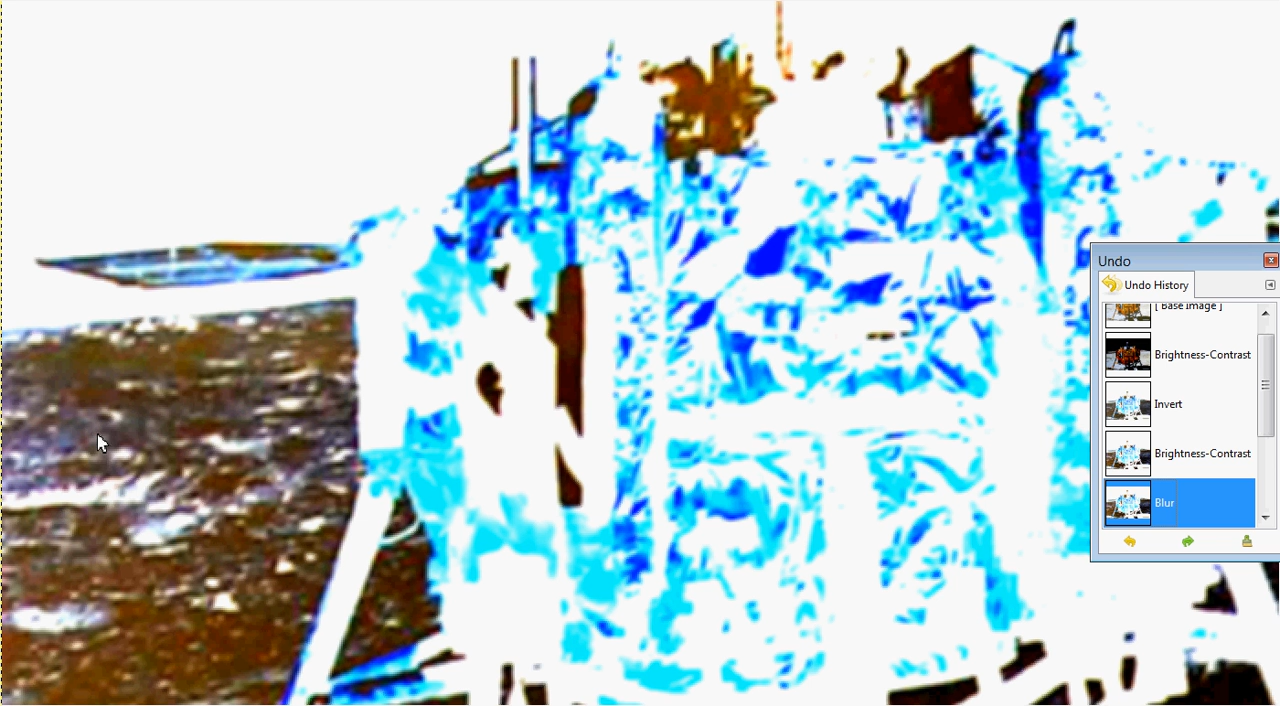 Undo
Undo History
[ Base Image ]
Brightness-Contrast
Invert
Brightness-Contrast
Blur